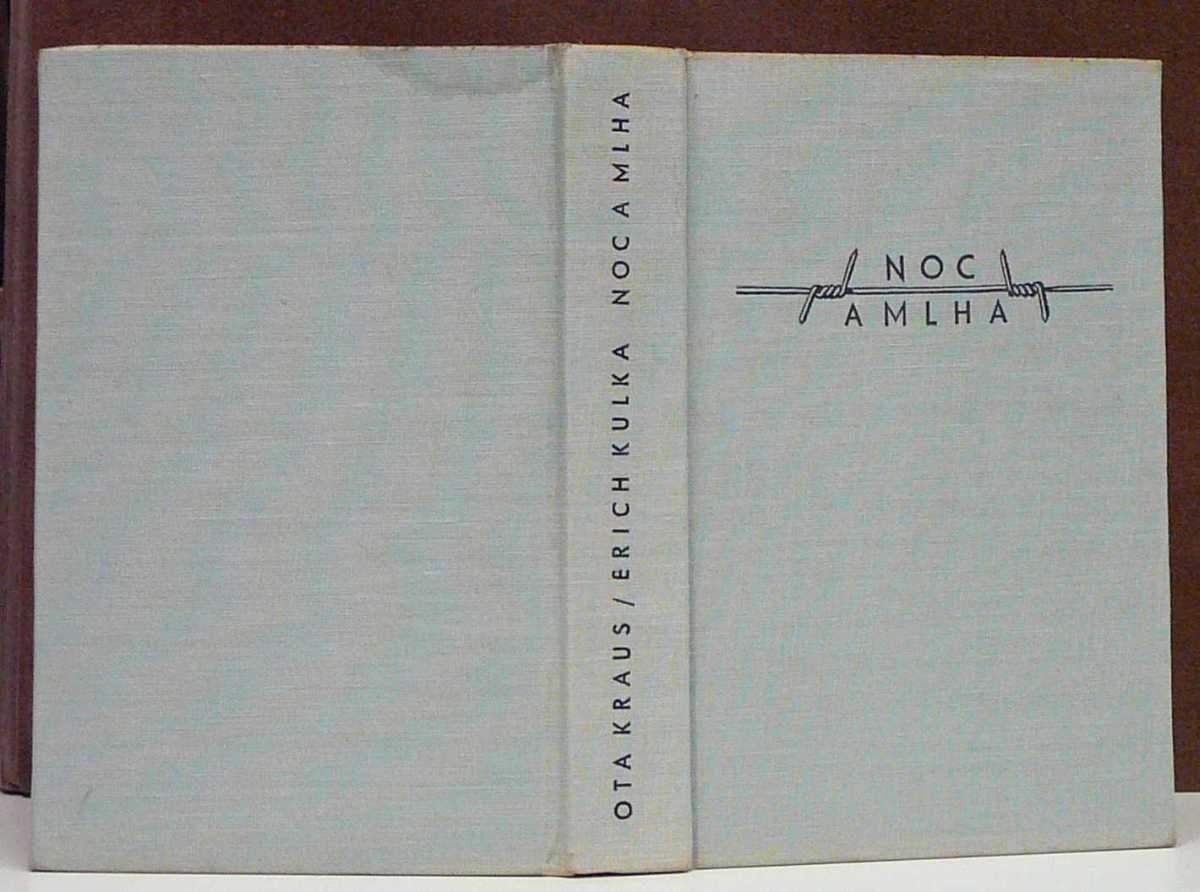 OTA KRAUS / ERICH KULKA NOC A MLHA
NOC
A MLHA